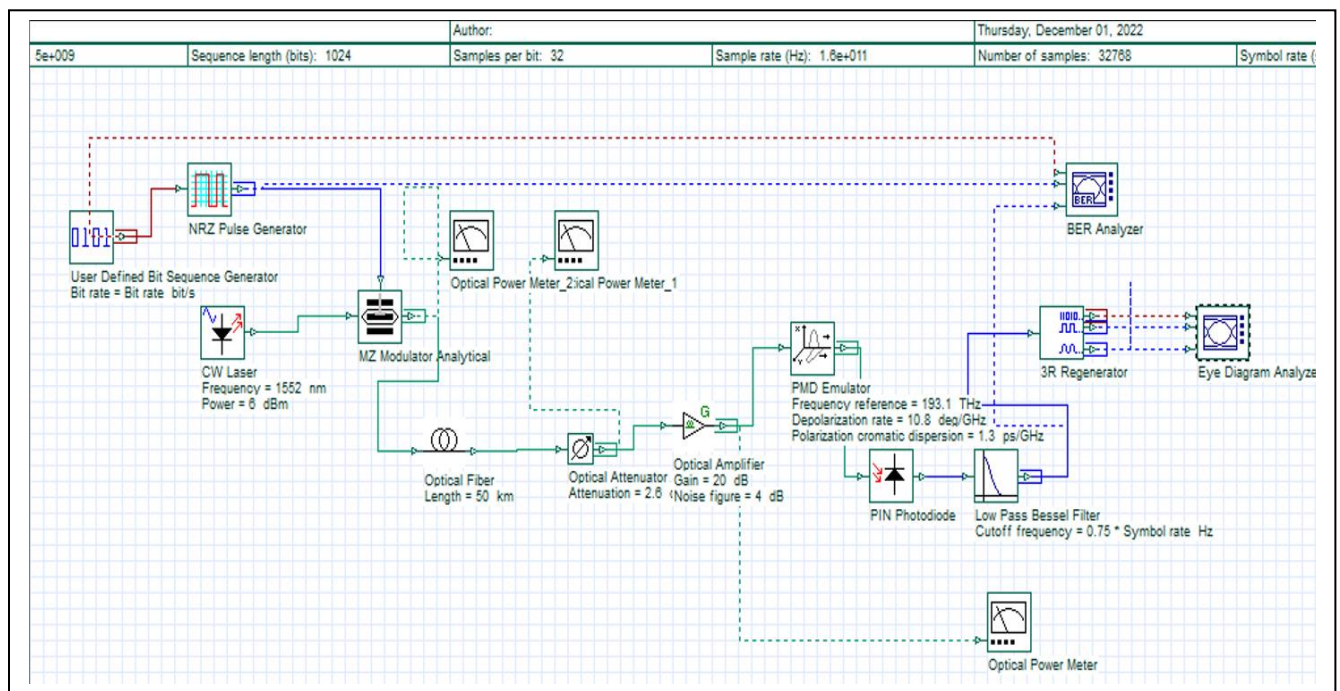 Author:
Thursday, December 01, 2022
5e+009
Sequence length (bits): 1024
Samples per bit: 32
Sample rate (Hz): 1.6e+011
Number of samples: 32768
Symbol rate (
NRZ Pulse Generator
BER
BER Analyzer
0101
User Defined Bit Sequence Generator
Bit rate = Bit rate bit/s
Optical Power Meter_2
ical Power Meter_1
CW Laser
Frequency = 1552 nm
Power = 6 dBm
MZ Modulator Analytical
PMD Emulator
Frequency reference = 193.1 THz
Depolarization rate = 10.8 deg/GHz
Polarization cromatic dispersion = 1.3 ps/GHz
3R Regenerator
Eye Diagram Analyze
Optical Fiber
Length = 50 km
Optical Attenuator
Attenuation = 2.6
G
Optical Amplifier
Gain = 20 dB
Noise figure = 4 dB
PIN Photodiode
Low Pass Bessel Filter
Cutoff frequency = 0.75 * Symbol rate Hz
Optical Power Meter